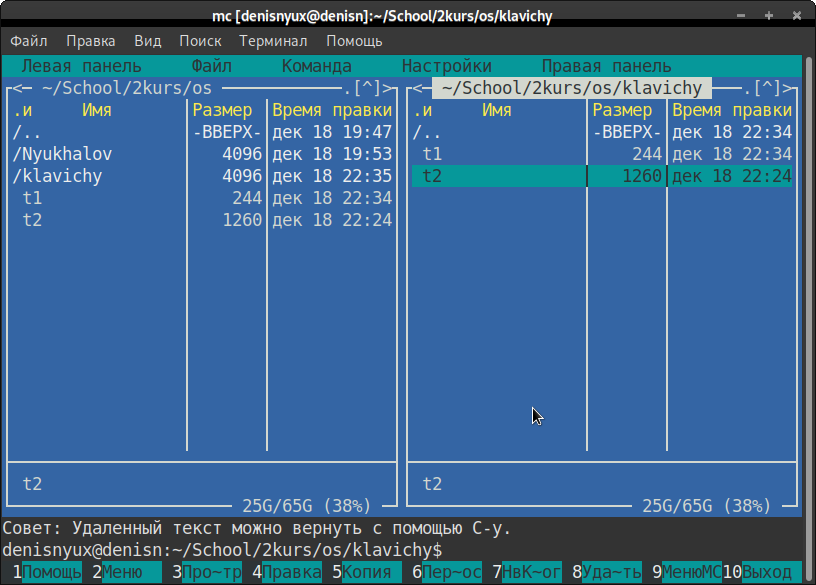 mc [denisnyux@denisn]:~/School/2kurs/os/klavichy
Файл Правка Вид Поиск Терминал Помощь
Левая панель Файл Команда Настройки Правая панель
<─ ~/School/2kurs/os ─.[^]>
.и Имя Размер Время правки
/.. -ВВЕРХ- дек 18 19:47
/Nyukhalov 4096 дек 18 19:53
/klavichy 4096 дек 18 22:35
t1 244 дек 18 22:34
t2 1260 дек 18 22:24
t2
25G/65G (38%)
<─ ~/School/2kurs/os/klavichy ─.[^]>
.и Имя Размер Время правки
/.. -ВВЕРХ- дек 18 22:34
t1 244 дек 18 22:34
t2 1260 дек 18 22:24
t2
25G/65G (38%)
Совет: Удаленный текст можно вернуть с помощью C-y.
denisnyux@denisn:~/School/2kurs/os/klavichy$
1Помощь 2Меню 3Про~тр 4Правка 5Копия 6Пер~ос 7НвК~ог 8Уда~ть 9МенюMC 10Выход